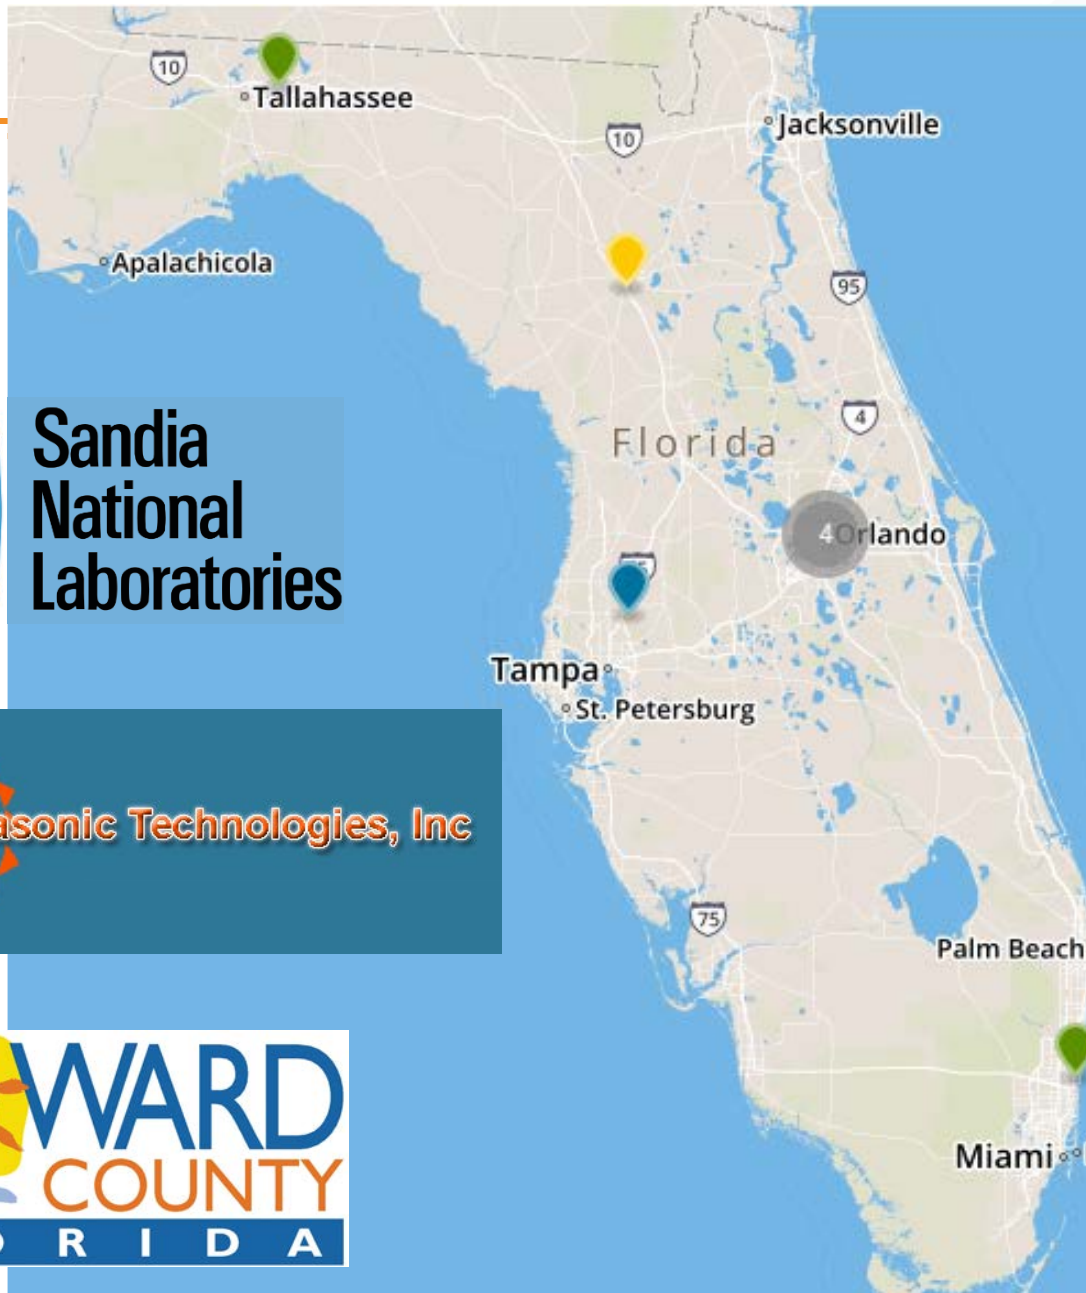 10
Tallahassee
10
Jacksonville
Apalachicola
95
4
Florida
Sandia
National
Laboratories
4
Orlando
Tampa
St. Petersburg
asonic Technologies, Inc
75
Palm Beach
WARD
COUNTY
O R I D A
Miami